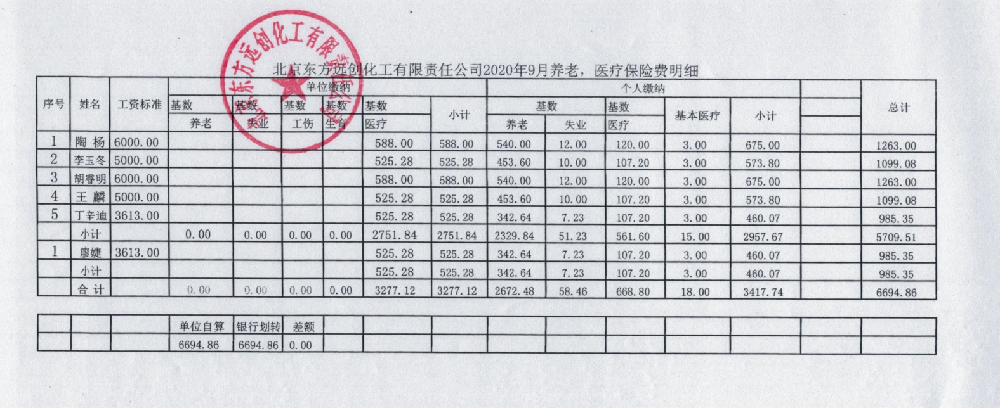 北京东方远创化工有限责任公司
北京东方远创化工有限责任公司2020年9月养老，医疗保险费明细
序号 姓名 工资标准 单位缴纳 个人缴纳 总计
基数 基数 基数 基数 基数 小计 基数 基数 基本医疗 小计
养老 失业 工伤 生育 医疗 养老 失业 医疗
1 陶 杨 6000.00 588.00 588.00 540.00 12.00 120.00 3.00 675.00 1263.00
2 李玉冬 5000.00 525.28 525.28 453.60 10.00 107.20 3.00 573.80 1099.08
3 胡睿明 6000.00 588.00 588.00 540.00 12.00 120.00 3.00 675.00 1263.00
4 王 麟 5000.00 525.28 525.28 453.60 10.00 107.20 3.00 573.80 1099.08
5 丁辛迪 3613.00 525.28 525.28 342.64 7.23 107.20 3.00 460.07 985.35
小计 0.00 0.00 0.00 0.00 2751.84 2751.84 2329.84 51.23 561.60 15.00 2957.67 5709.51
1 廖婕 3613.00 525.28 525.28 342.64 7.23 107.20 3.00 460.07 985.35
小计 525.28 525.28 342.64 7.23 107.20 3.00 460.07 985.35
合 计 0.00 0.00 0.00 0.00 3277.12 3277.12 2672.48 58.46 668.80 18.00 3417.74 6694.86
单位自算 银行划转 差额
6694.86 6694.86 0.00